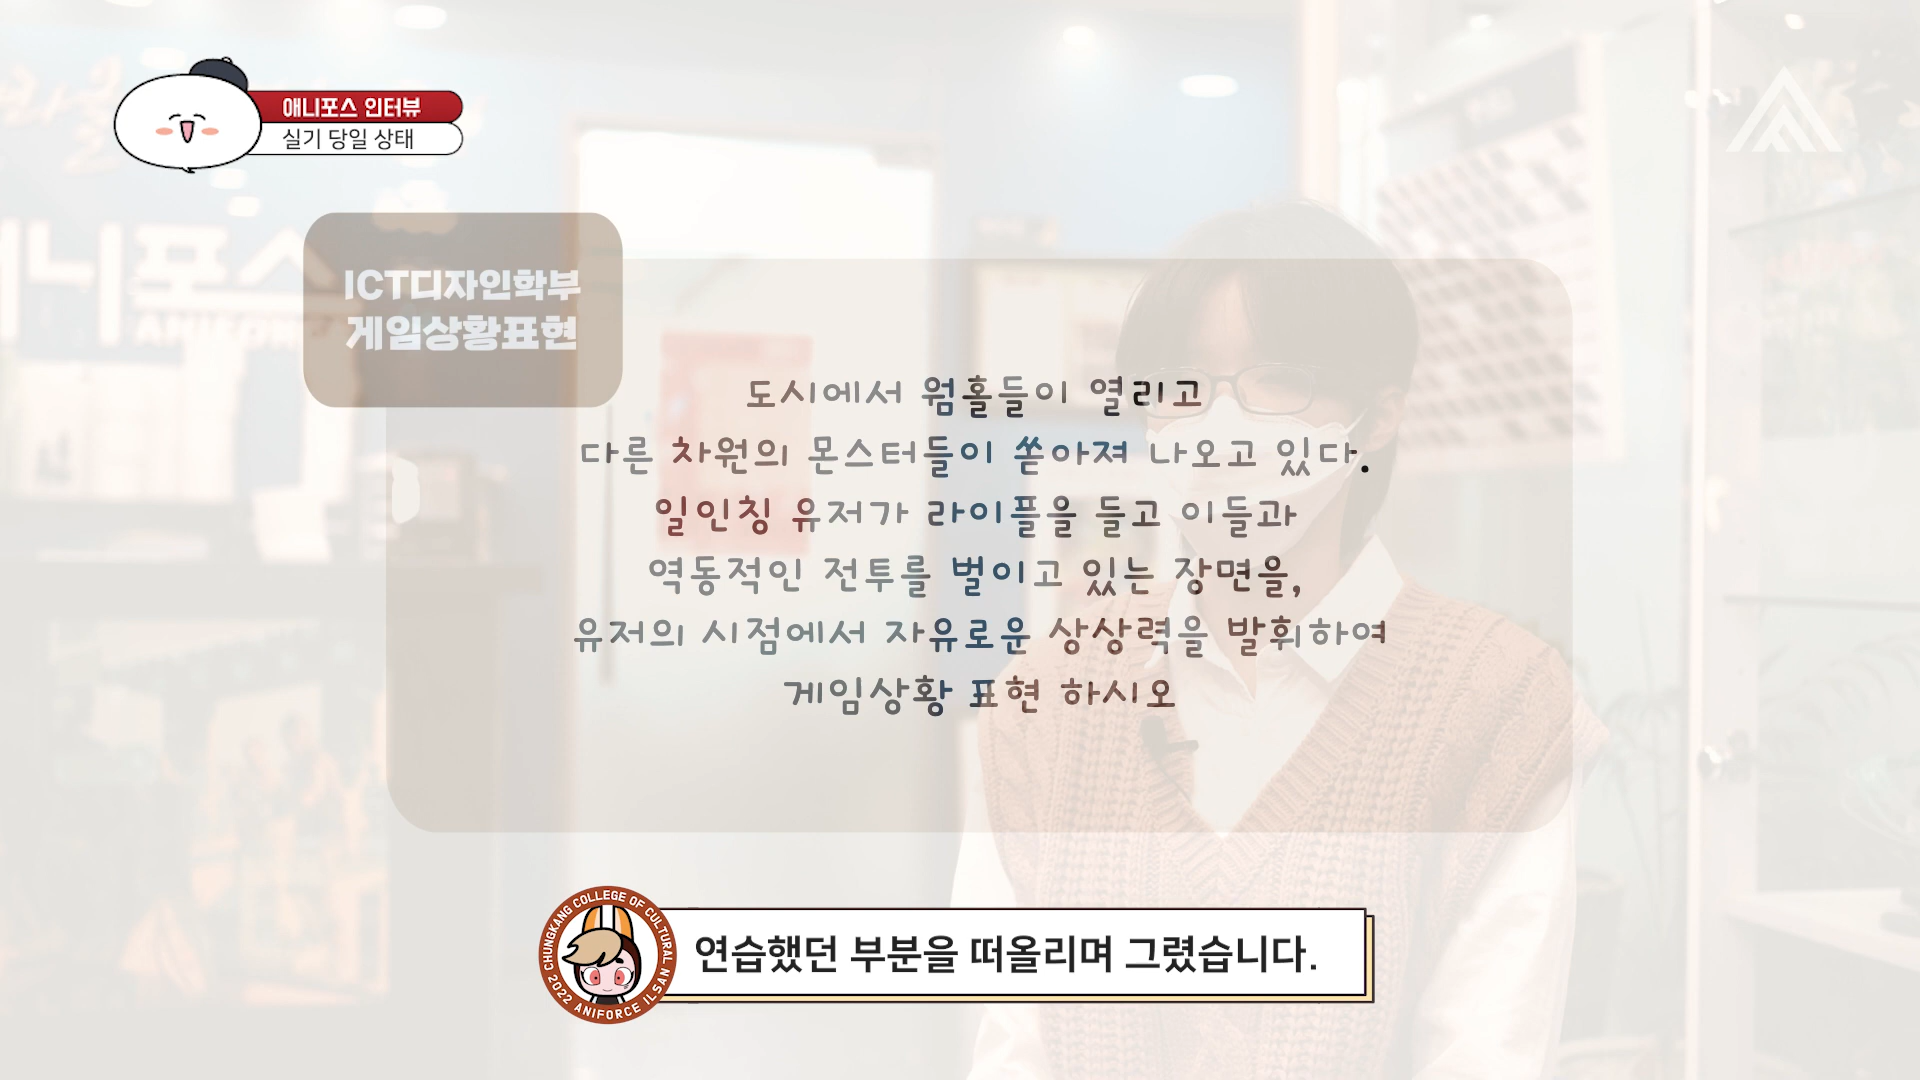 애니포스 인터뷰
실기 당일 상태
ICT디자인학부
게임상황표현
도시에서 웜홀들이 열리고
다른 차원의 몬스터들이 쏟아져 나오고 있다.
일인칭 유저가 라이플을 들고 이들과
역동적인 전투를 벌이고 있는 장면을,
유저의 시점에서 자유로운 상상력을 발휘하여
게임상황 표현 하시오
CHUNGKANG COLLEGE OF CULTURAL
2022 ANIFORCE ILSAN
연습했던 부분을 떠올리며 그렸습니다.